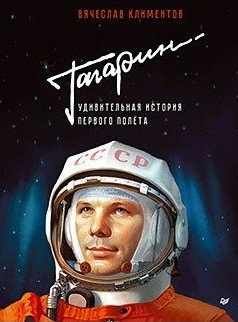 ВЯЧЕСЛАВ КЛИМЕНТОВ
Гагарин
УДИВИТЕЛЬНАЯ ИСТОРИЯ
ПЕРВОГО ПОЛЁТА
СССР